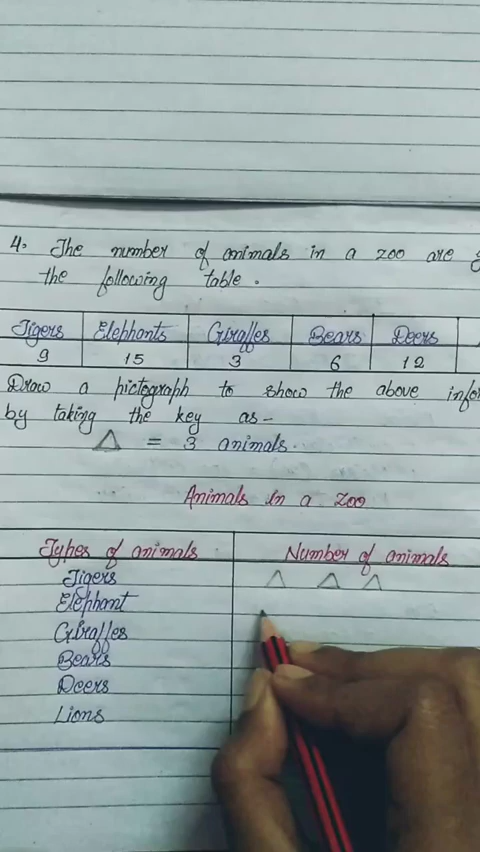 4. The number of animals in a zoo are
the following table.
Tigers Elephants Giraffes Bears Deers
9 15 3 6 12
Draw a pictograph to show the above
by taking the key as-
Δ = 3 animals.
Animals in a zoo
Types of animals Number of animals
Tigers Δ Δ Δ
Elephant
Giraffes
Bears
Deers
Lions